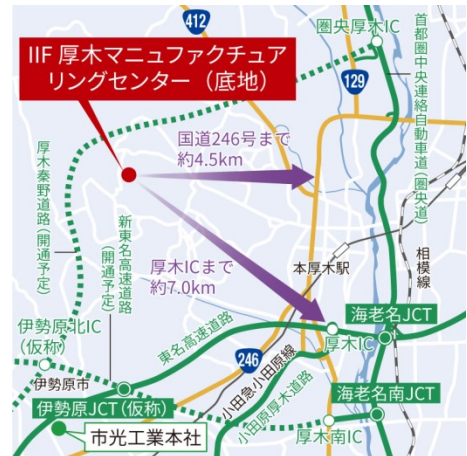 412
圏央厚木IC
IIF 厚木マニュファクチュア
リングセンター（底地）
129
首都圏中央連絡自動車道（圏央道）
国道246号まで
約4.5km
厚木秦野道路（開通予定）
新東名高速道路
（開通予定）
厚木ICまで
約7.0km
本厚木駅
相模線
伊勢原北IC
（仮称）
東名高速道路
海老名JCT
厚木IC
246
小田急小田原線
伊勢原市
小田原厚木道路
伊勢原JCT（仮称）
海老名南JCT
市光工業本社
厚木南IC